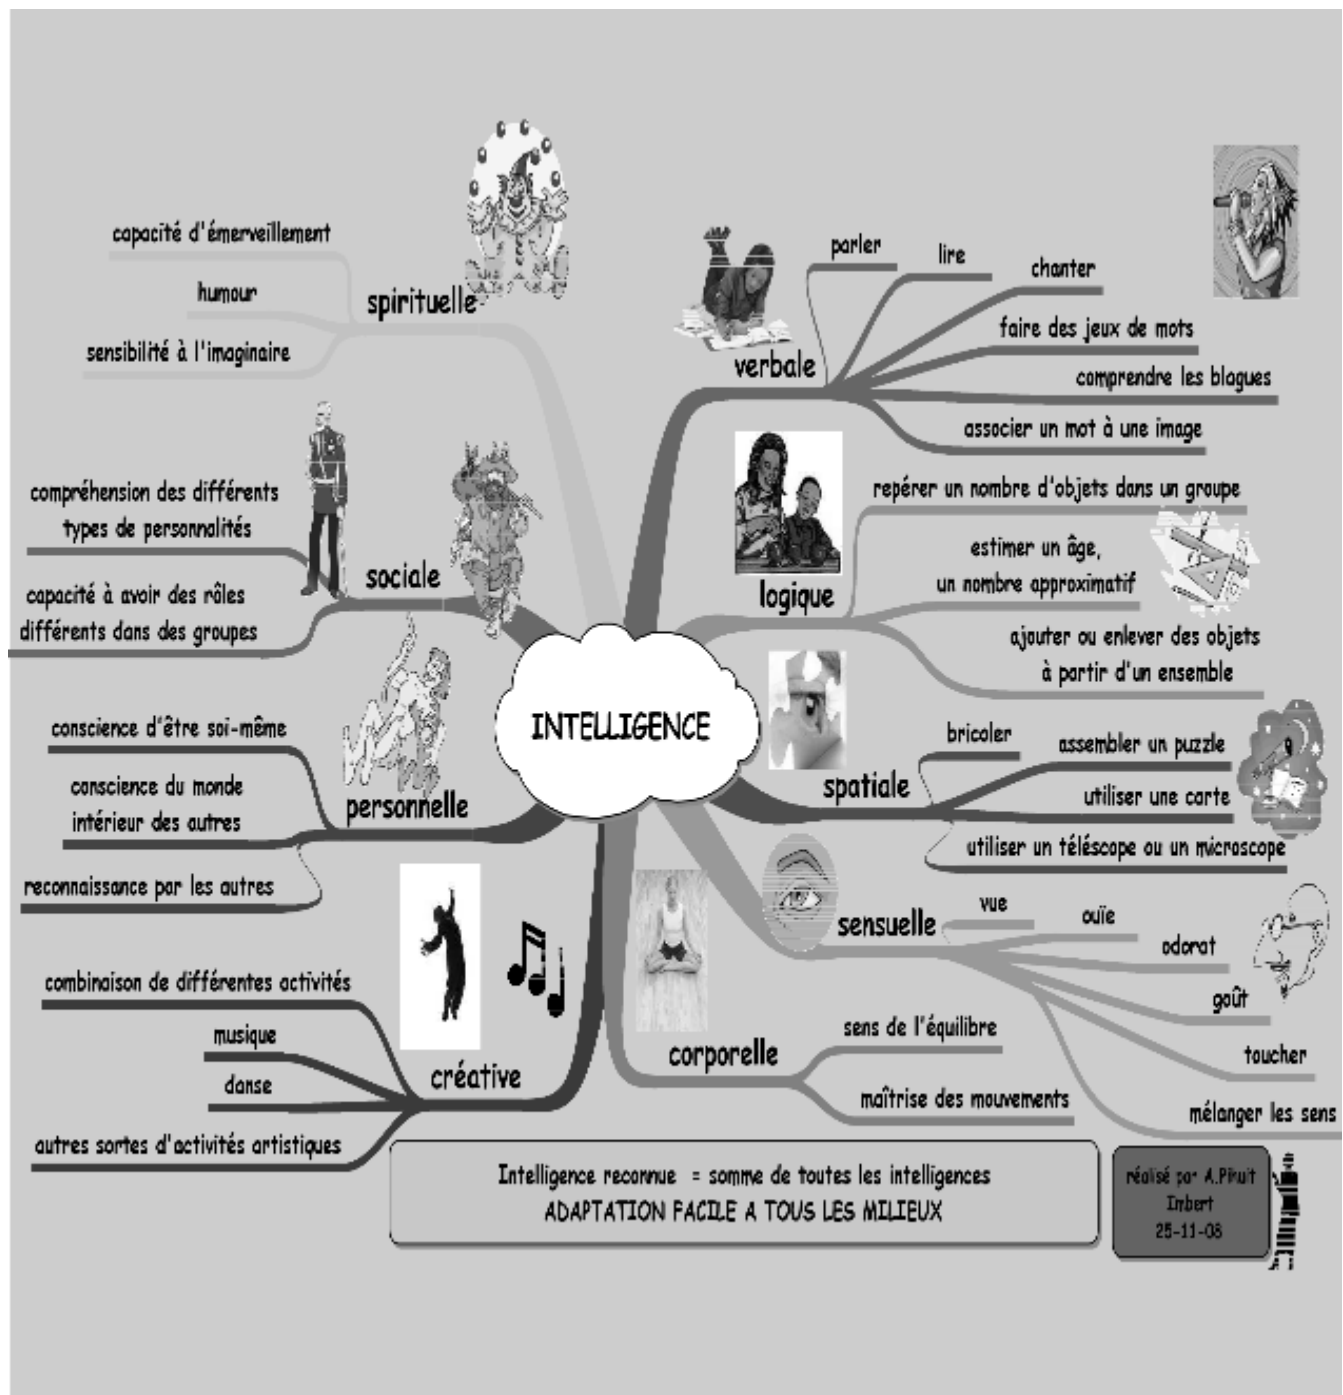 INTELLIGENCE
verbale
parler
lire
chanter
faire des jeux de mots
comprendre les blagues
associer un mot à une image
logique
repérer un nombre d'objets dans un groupe
estimer un âge,
un nombre approximatif
ajouter ou enlever des objets
à partir d'un ensemble
spatiale
bricoler
assembler un puzzle
utiliser une carte
utiliser un téléscope ou un microscope
sensuelle
vue
ouïe
odorat
goût
toucher
mélanger les sens
corporelle
sens de l'équilibre
maîtrise des mouvements
créative
combinaison de différentes activités
musique
danse
autres sortes d'activités artistiques
personnelle
conscience d'être soi-même
conscience du monde
intérieur des autres
reconnaissance par les autres
sociale
compréhension des différents
types de personnalités
capacité à avoir des rôles
différents dans des groupes
spirituelle
capacité d'émerveillement
humour
sensibilité à l'imaginaire
Intelligence reconnue = somme de toutes les intelligences
ADAPTATION FACILE A TOUS LES MILIEUX
réalisé par
Imbert
25-11-08